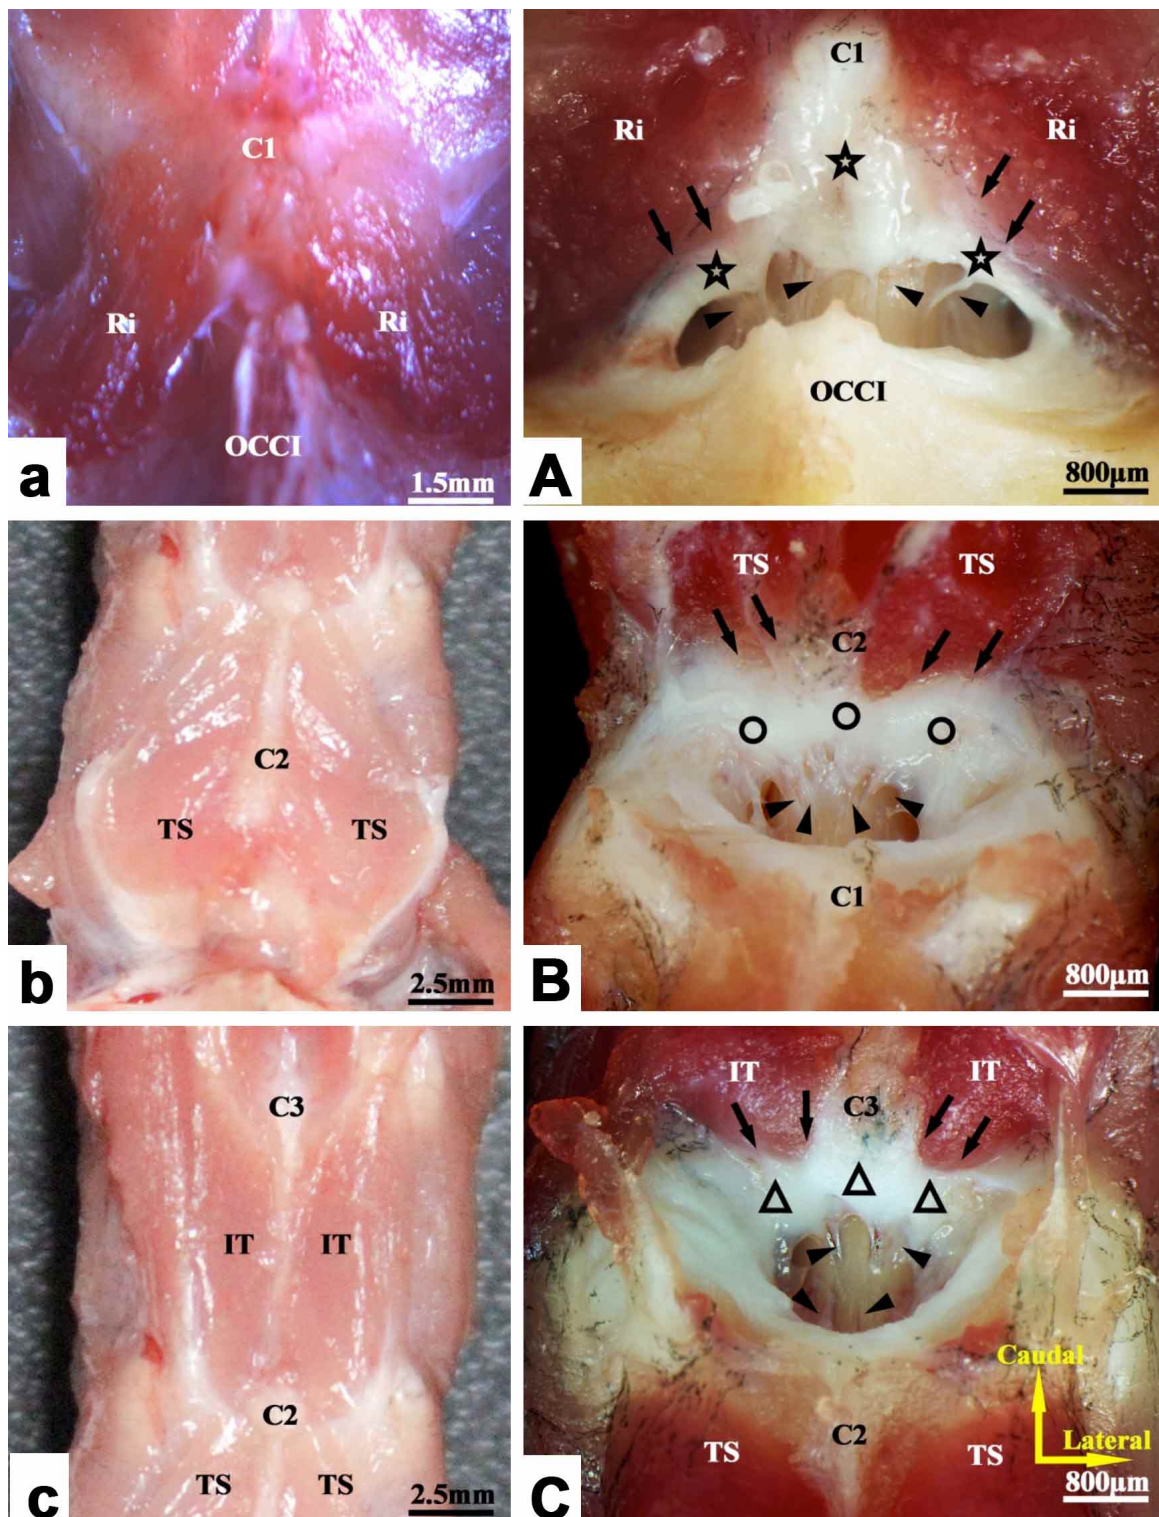 C1
Ri
Ri
OCCI
1.5mm
a
C1
Ri
Ri
OCCI
800μm
A
C2
TS
TS
2.5mm
b
TS
TS
C2
C1
800μm
B
C3
IT
IT
C2
TS
TS
2.5mm
c
IT
IT
C3
Caudal
C2
Lateral
TS
TS
800μm
C